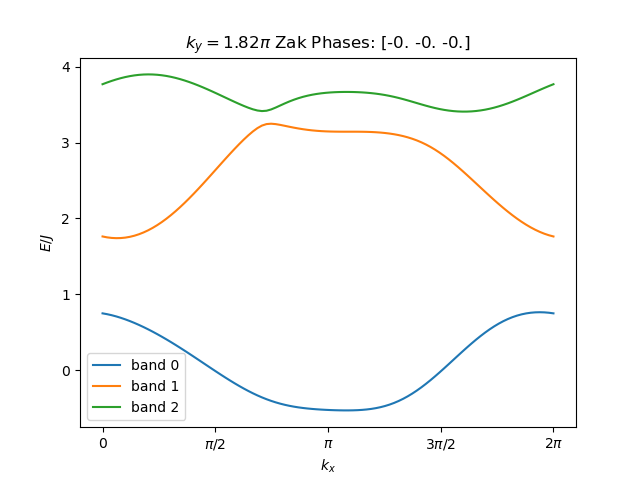 k_y = 1.82π Zak Phases: [-0. -0. -0.]
4
3
2
1
0
E/J
band 0
band 1
band 2
0
π/2
π
3π/2
2π
k_x